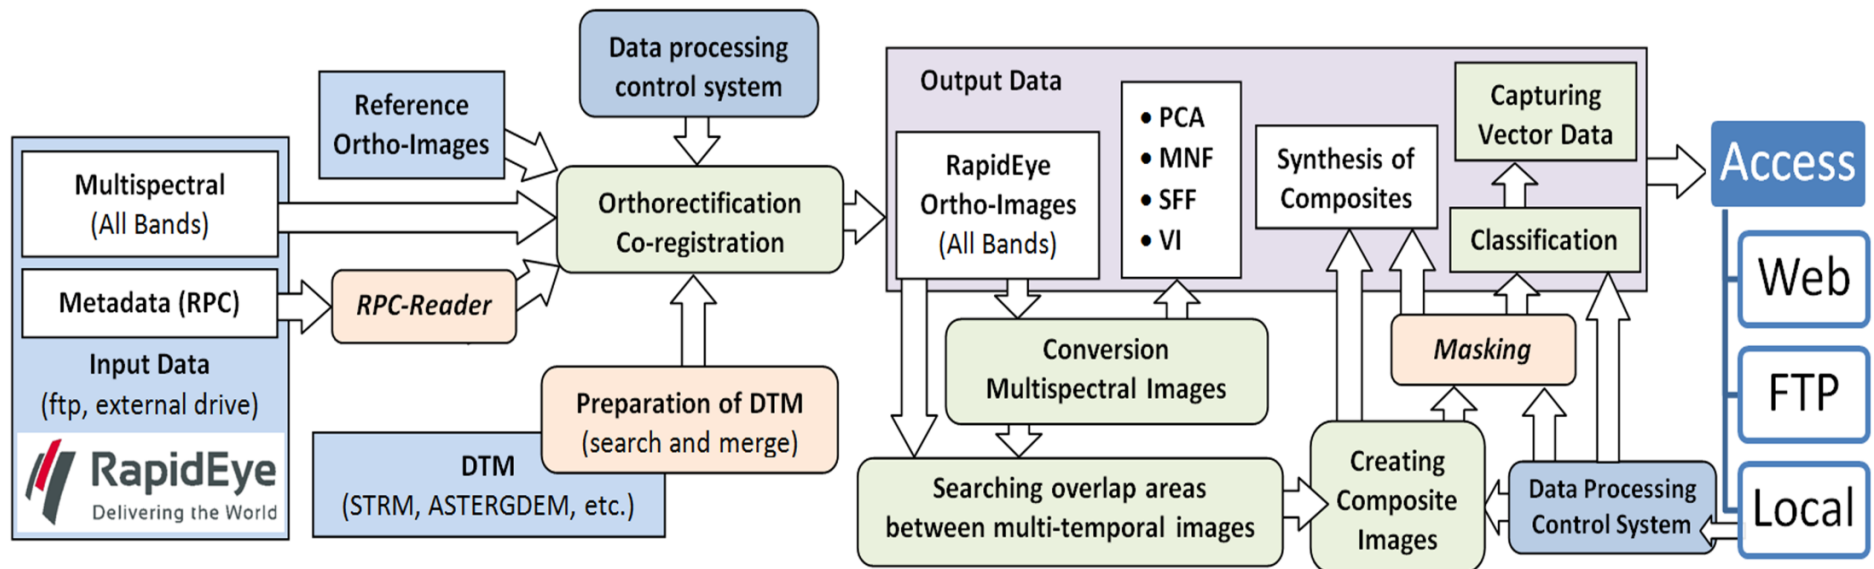 Multispectral
(All Bands)
Metadata (RPC)
Input Data
(ftp, external drive)
RapidEye
Delivering the World
Reference
Ortho-Images
RPC-Reader
DTM
(STRM, ASTERGDEM, etc.)
Preparation of DTM
(search and merge)
Data processing
control system
Orthorectification
Co-registration
Output Data
RapidEye
Ortho-Images
(All Bands)
• PCA
• MNF
• SFF
• VI
Synthesis of
Composites
Capturing
Vector Data
Classification
Conversion
Multispectral Images
Masking
Searching overlap areas
between multi-temporal images
Creating
Composite
Images
Data Processing
Control System
Access
Web
FTP
Local